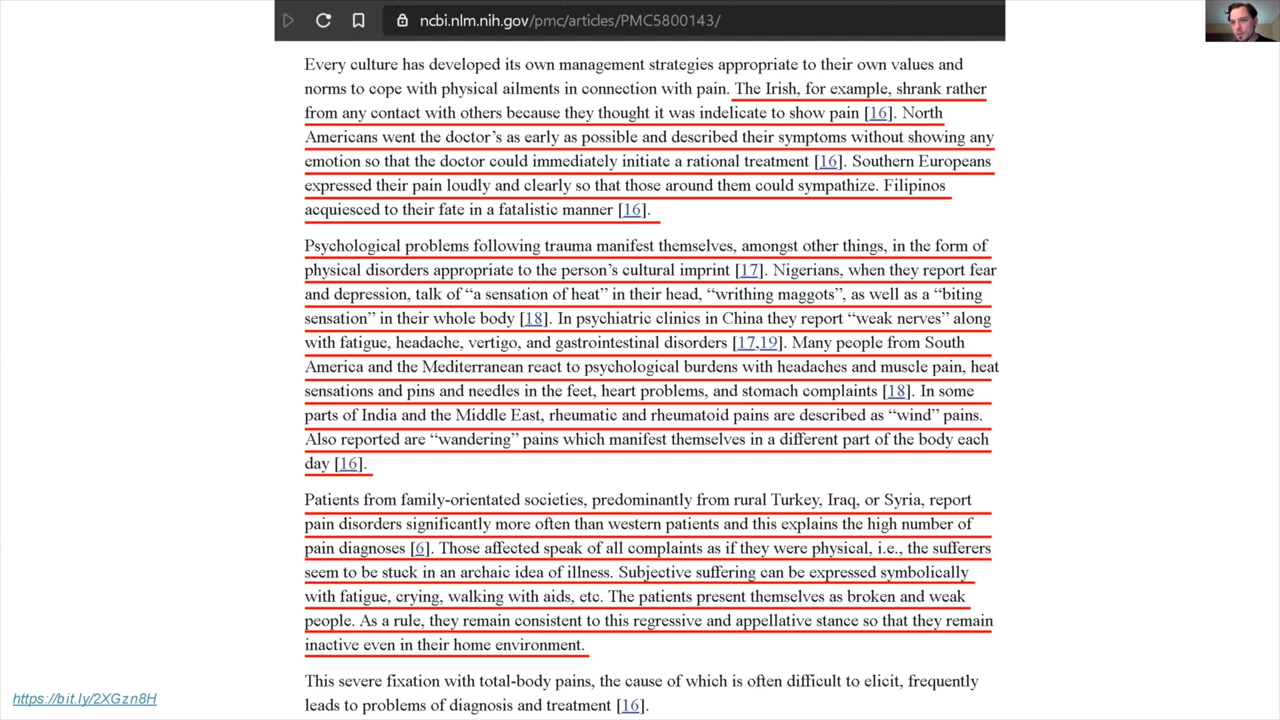 ncbi.nlm.nih.gov/pmc/articles/PMC5800143/
Every culture has developed its own management strategies appropriate to their own values and
norms to cope with physical ailments in connection with pain. The Irish, for example, shrank rather
from any contact with others because they thought it was indelicate to show pain [16]. North
Americans went the doctor’s as early as possible and described their symptoms without showing any
emotion so that the doctor could immediately initiate a rational treatment [16]. Southern Europeans
expressed their pain loudly and clearly so that those around them could sympathize. Filipinos
acquiesced to their fate in a fatalistic manner [16].
Psychological problems following trauma manifest themselves, amongst other things, in the form of
physical disorders appropriate to the person’s cultural imprint [17]. Nigerians, when they report fear
and depression, talk of “a sensation of heat” in their head, “writhing maggots”, as well as a “biting
sensation” in their whole body [18]. In psychiatric clinics in China they report “weak nerves” along
with fatigue, headache, vertigo, and gastrointestinal disorders [17,19]. Many people from South
America and the Mediterranean react to psychological burdens with headaches and muscle pain, heat
sensations and pins and needles in the feet, heart problems, and stomach complaints [18]. In some
parts of India and the Middle East, rheumatic and rheumatoid pains are described as “wind” pains.
Also reported are “wandering” pains which manifest themselves in a different part of the body each
day [16].
Patients from family-orientated societies, predominantly from rural Turkey, Iraq, or Syria, report
pain disorders significantly more often than western patients and this explains the high number of
pain diagnoses [6]. Those affected speak of all complaints as if they were physical, i.e., the sufferers
seem to be stuck in an archaic idea of illness. Subjective suffering can be expressed symbolically
with fatigue, crying, walking with aids, etc. The patients present themselves as broken and weak
people. As a rule, they remain consistent to this regressive and appellative stance so that they remain
inactive even in their home environment.
This severe fixation with total-body pains, the cause of which is often difficult to elicit, frequently
leads to problems of diagnosis and treatment [16].
https://bit.ly/2XGzn8H